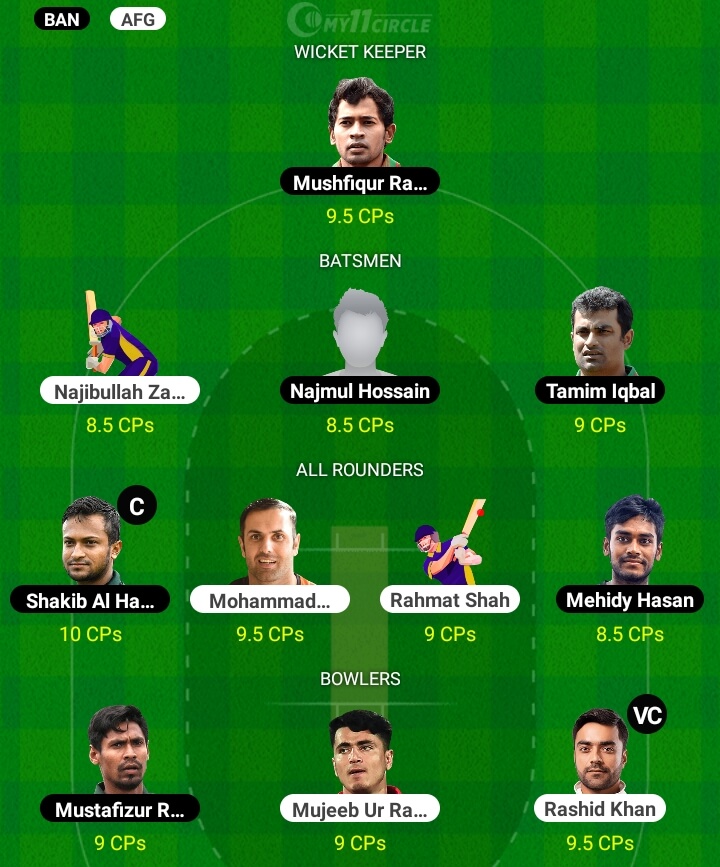 BAN AFG MY11CIRCLE
WICKET KEEPER
Mushfiqur Ra...
9.5 CPs
BATSMEN
Najibullah Za... Najmul Hossain Tamim Iqbal
8.5 CPs 8.5 CPs 9 CPs
ALL ROUNDERS
C
Shakib Al Ha... Mohammad... Rahmat Shah Mehidy Hasan
10 CPs 9.5 CPs 9 CPs 8.5 CPs
BOWLERS
VC
Mustafizur R... Mujeeb Ur Ra... Rashid Khan
9 CPs 9 CPs 9.5 CPs